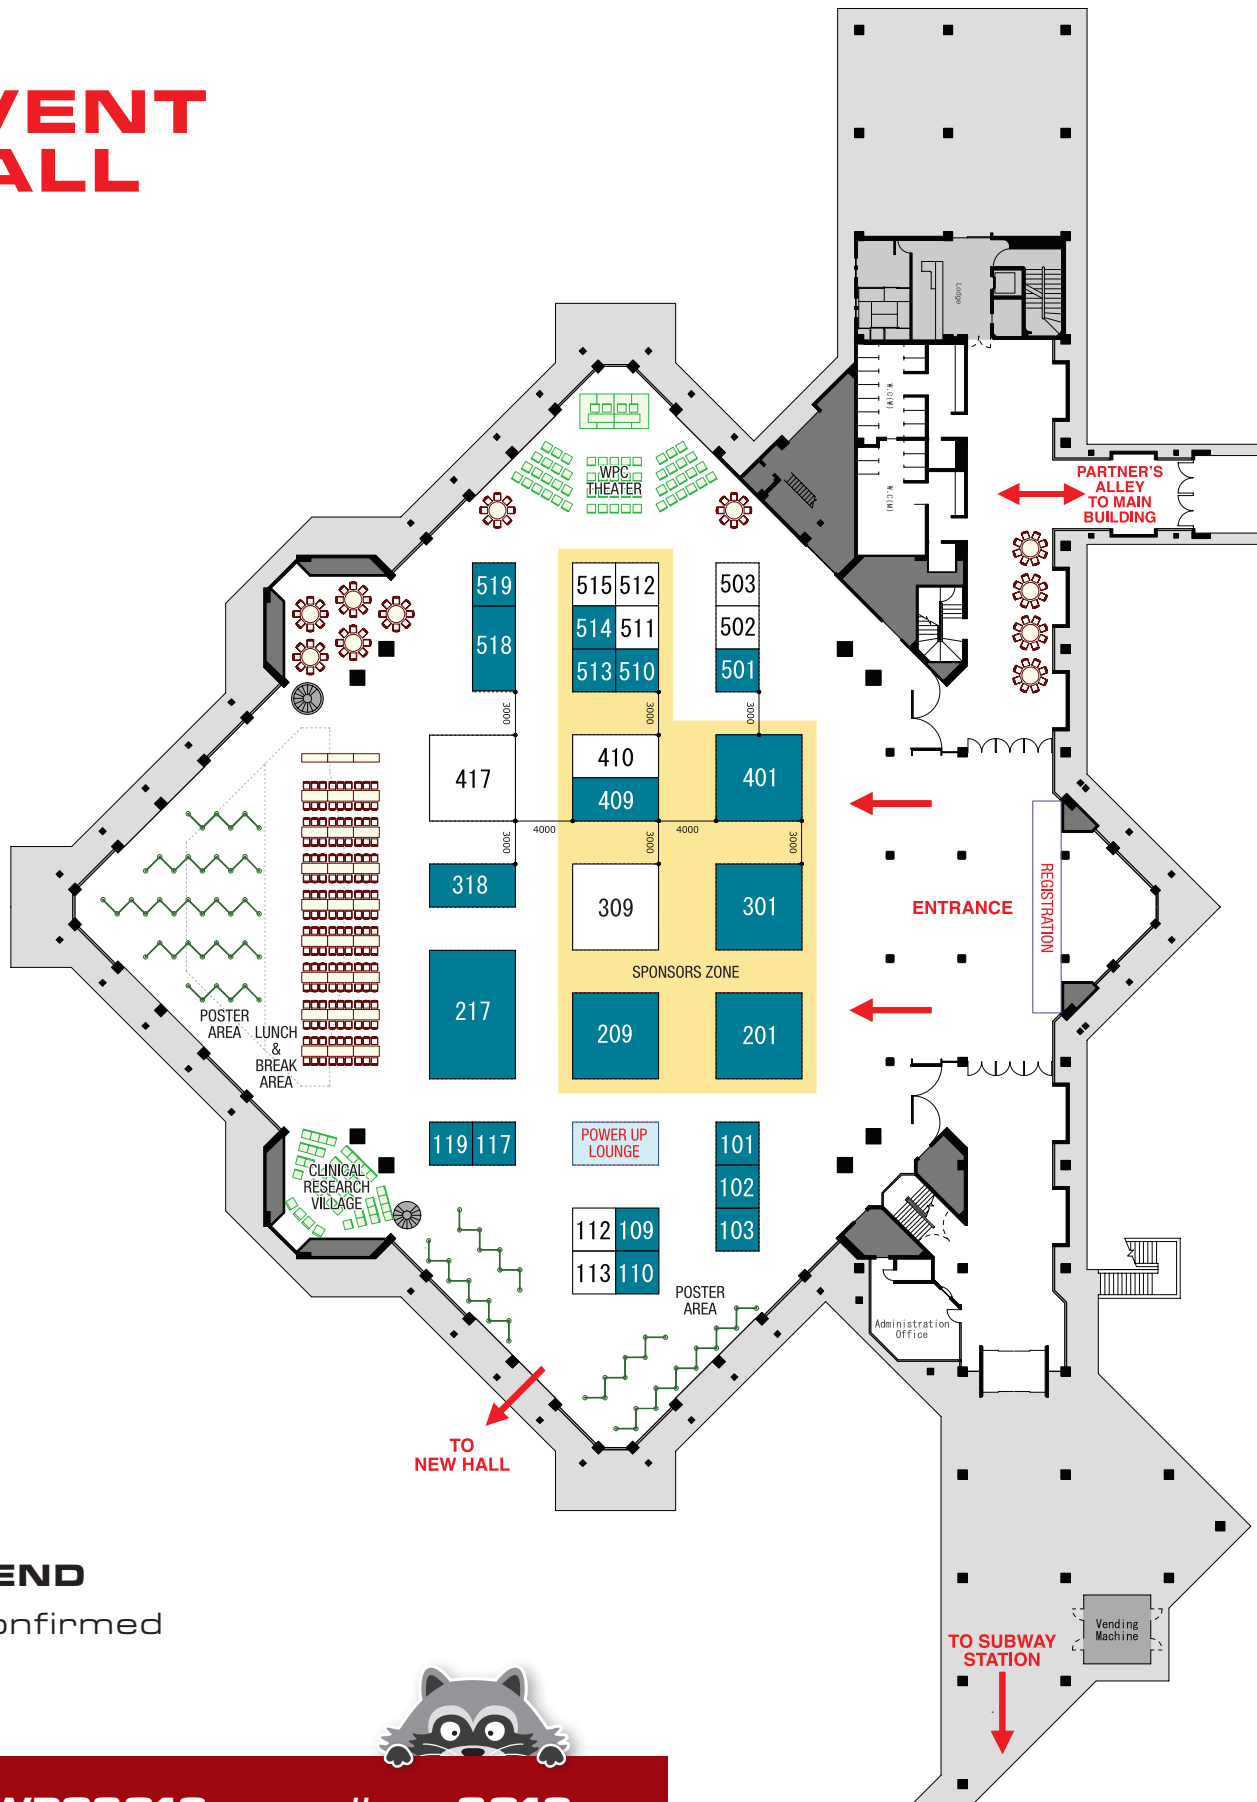 VENT
ALL
Lodge
W.C(W)
W.C(M)
PARTNER'S
ALLEY
TO MAIN
BUILDING
WPC
THEATER
519
515
512
503
518
514
511
502
513
510
501
3000
3000
3000
417
410
401
409
4000
4000
3000
3000
3000
318
309
301
ENTRANCE
REGISTRATION
SPONSORS ZONE
217
209
201
POSTER
AREA
LUNCH
&
BREAK
AREA
119
117
POWER UP
LOUNGE
101
102
103
CLINICAL
RESEARCH
VILLAGE
112
109
113
110
POSTER
AREA
Administration
Office
TO
NEW HALL
END
onfirmed
Vending
Machine
TO SUBWAY
STATION